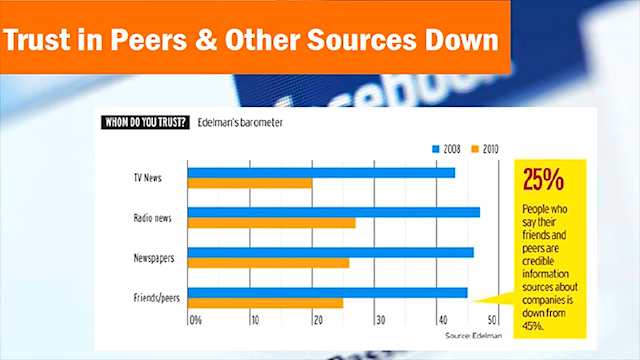 Trust in Peers & Other Sources Down
facebook
WHOM DO YOU TRUST? Edelman's barometer
2008 2010
TV News
Radio news
Newspapers
Friends/peers
0% 10 20 30 40 50
Source: Edelman
25%
People who
say their
friends and
peers are
credible
information
sources about
companies is
down from
45%.